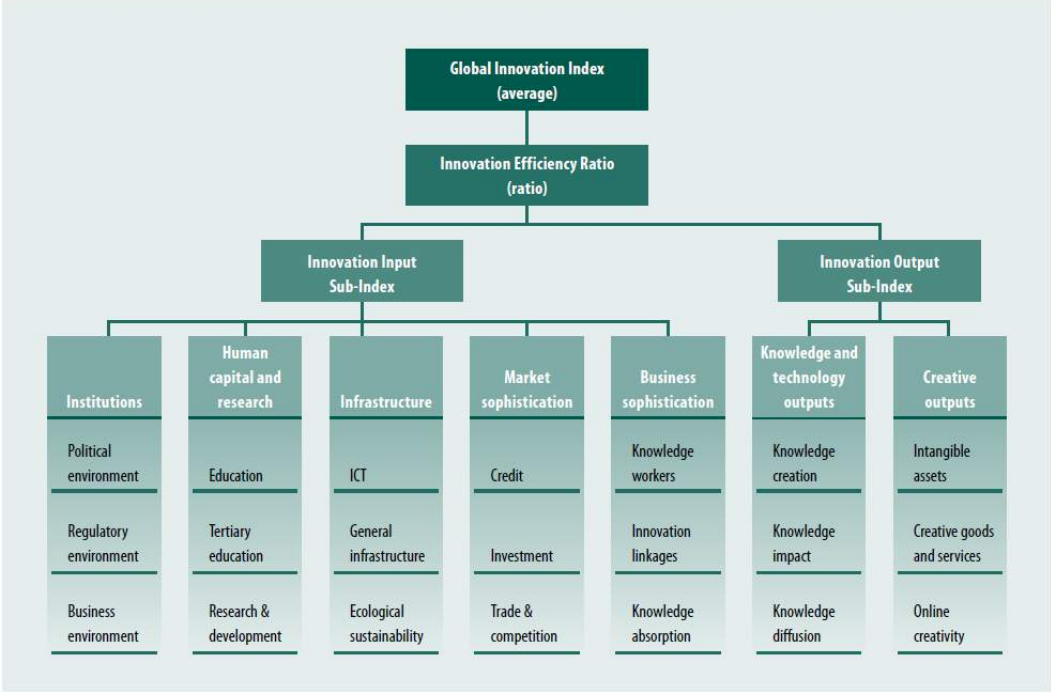 Global Innovation Index
(average)
Innovation Efficiency Ratio
(ratio)
Innovation Input
Sub-Index
Innovation Output
Sub-Index
Institutions
Human
capital and
research
Infrastructure
Market
sophistication
Business
sophistication
Knowledge and
technology
outputs
Creative
outputs
Political
environment
Education
ICT
Credit
Knowledge
workers
Knowledge
creation
Intangible
assets
Regulatory
environment
Tertiary
education
General
infrastructure
Investment
Innovation
linkages
Knowledge
impact
Creative goods
and services
Business
environment
Research &
development
Ecological
sustainability
Trade &
competition
Knowledge
absorption
Knowledge
diffusion
Online
creativity